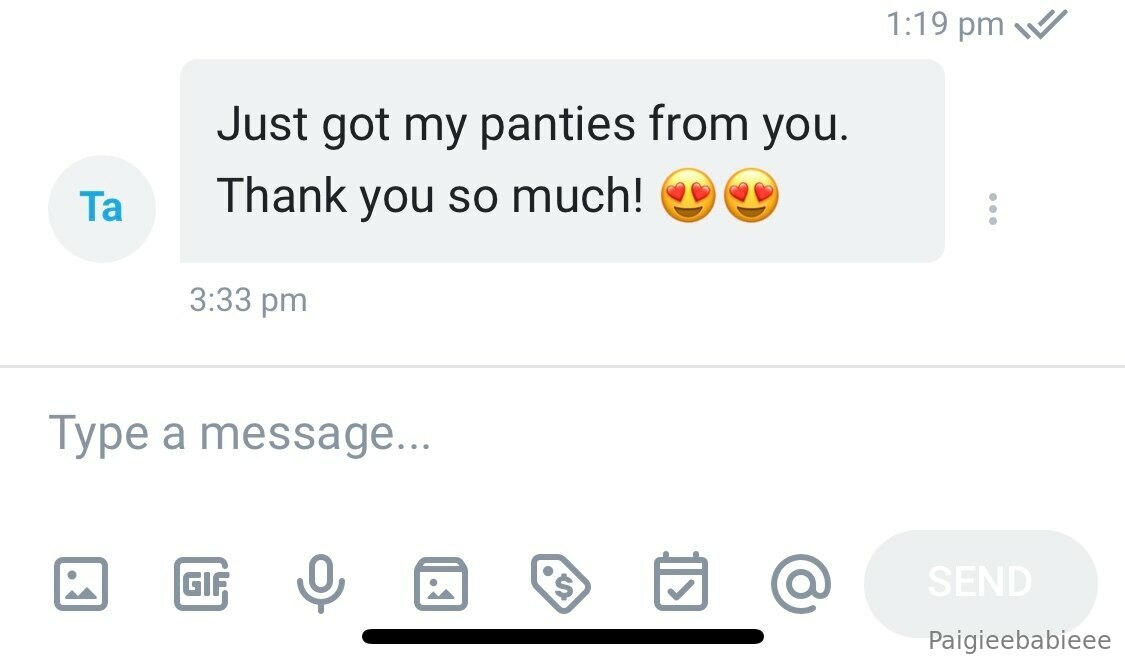 1:19 pm
Just got my panties from you.
Thank you so much! 😍😍
Ta
3:33 pm
Type a message...
GIF
$
@
SEND
Paigieebabieee